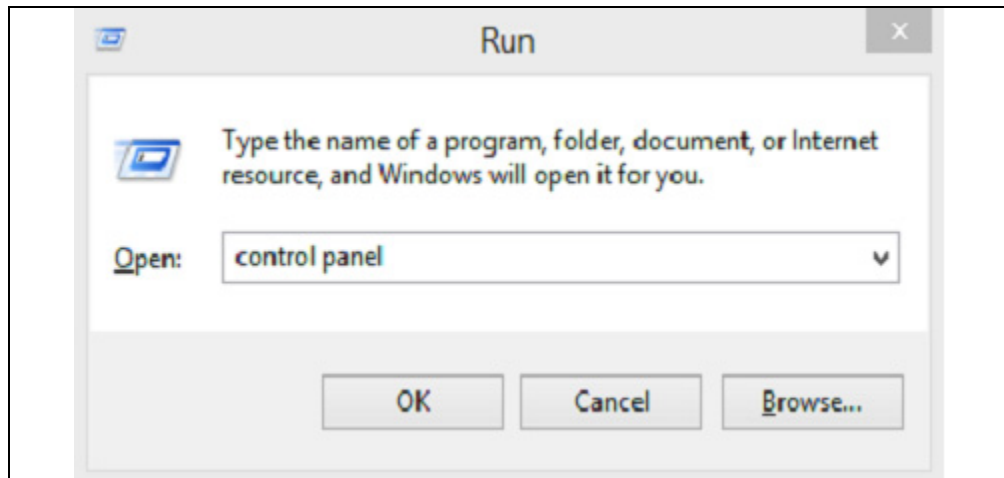 Run
x
Type the name of a program, folder, document, or Internet
resource, and Windows will open it for you.
Open: control panel
OK Cancel Browse...